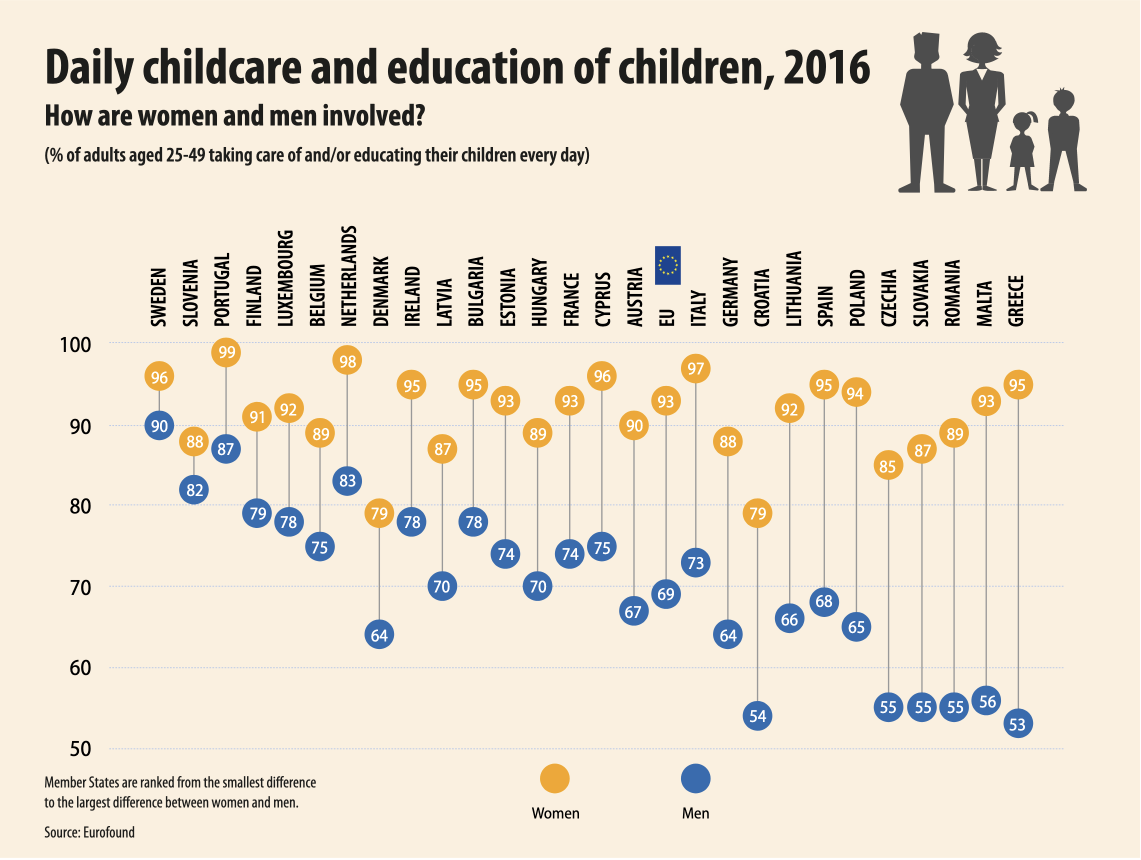 Daily childcare and education of children, 2016
How are women and men involved?
(% of adults aged 25-49 taking care of and/or educating their children every day)
SWEDEN
SLOVENIA
PORTUGAL
FINLAND
LUXEMBOURG
BELGIUM
NETHERLANDS
DENMARK
IRELAND
LATVIA
BULGARIA
ESTONIA
HUNGARY
FRANCE
CYPRUS
AUSTRIA
EU
ITALY
GERMANY
CROATIA
LITHUANIA
SPAIN
POLAND
CZECHIA
SLOVAKIA
ROMANIA
MALTA
GREECE
100
90
80
70
60
50
96
90
88
82
99
87
91
79
92
78
89
75
98
83
79
64
95
78
87
70
95
78
93
74
89
70
93
74
96
75
90
67
93
69
97
73
88
64
79
54
92
66
95
68
94
65
85
55
87
55
89
55
93
56
95
53
Member States are ranked from the smallest difference
to the largest difference between women and men.
Source: Eurofound
Women
Men